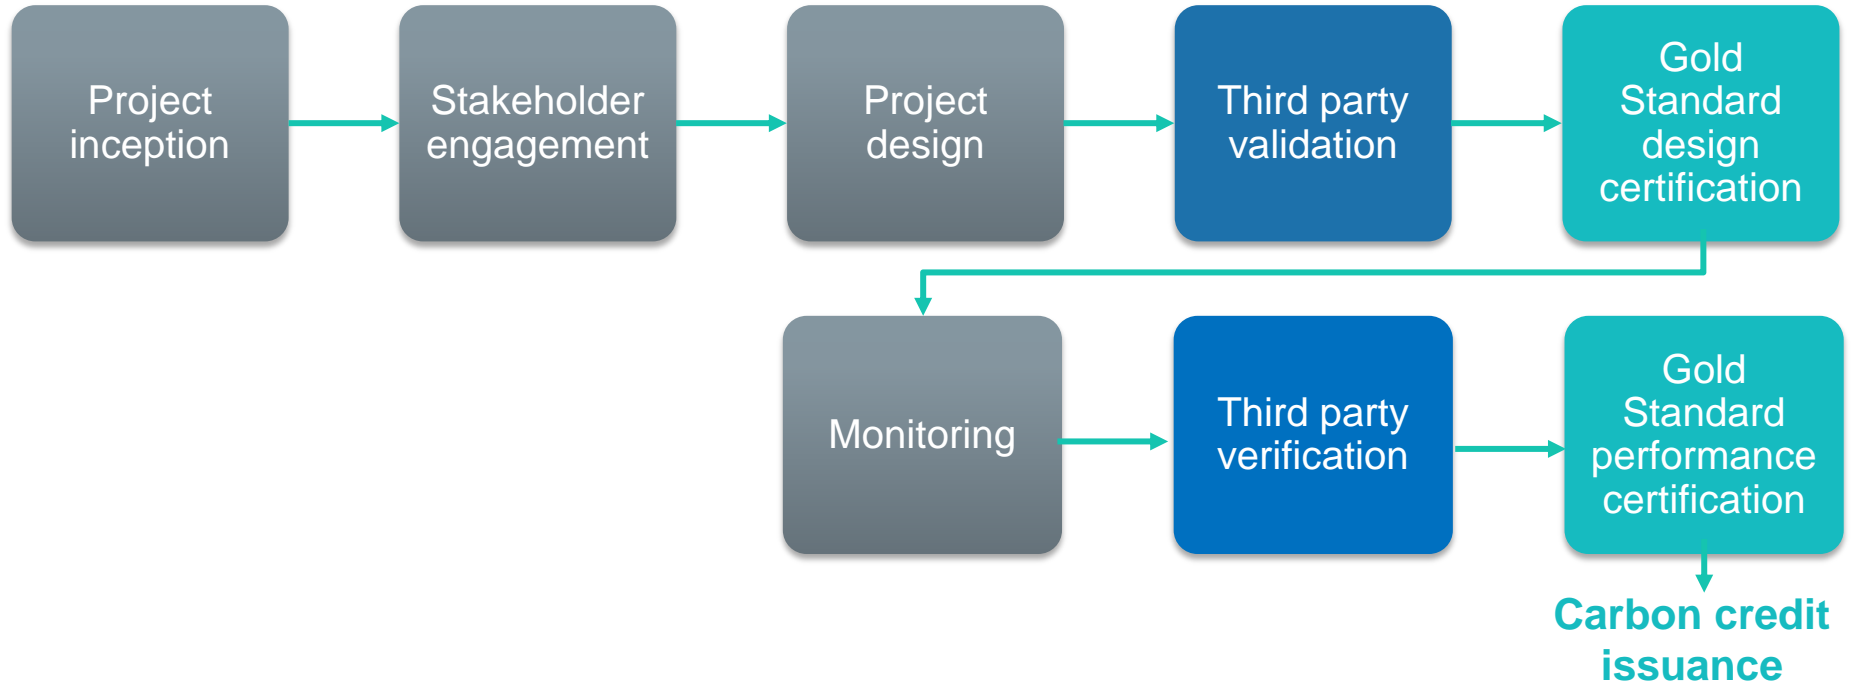 Project
inception
Stakeholder
engagement
Project
design
Third party
validation
Gold
Standard
design
certification
Monitoring
Third party
verification
Gold
Standard
performance
certification
Carbon credit
issuance